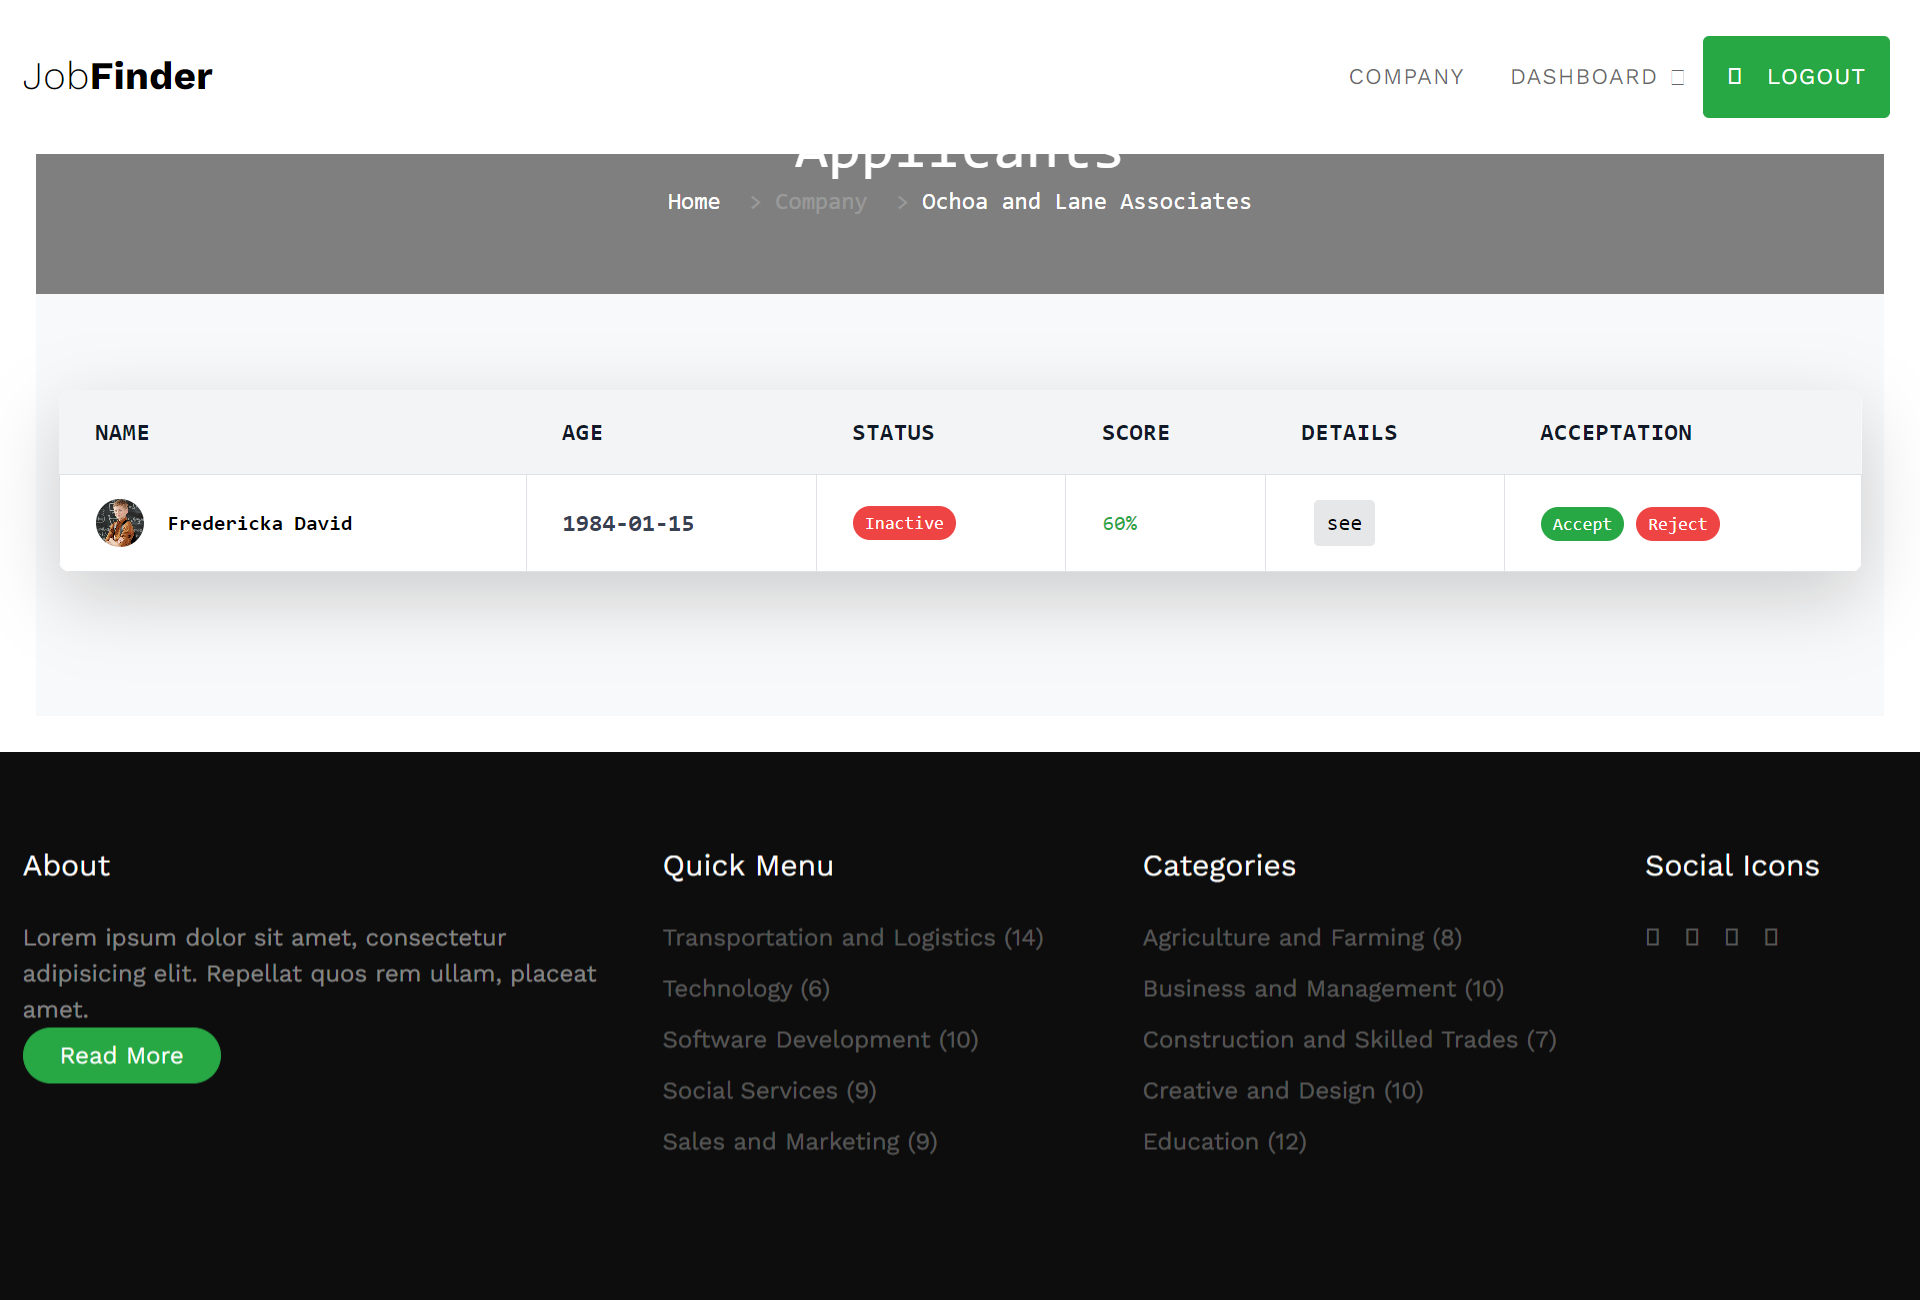 JobFinder
COMPANY DASHBOARD LOGOUT
Applicants
Home > Company > Ochoa and Lane Associates
NAME AGE STATUS SCORE DETAILS ACCEPTATION
Fredericka David 1984-01-15 Inactive 60% see Accept Reject
About
Lorem ipsum dolor sit amet, consectetur
adipisicing elit. Repellat quos rem ullam, placeat
amet.
Read More
Quick Menu
Transportation and Logistics (14)
Technology (6)
Software Development (10)
Social Services (9)
Sales and Marketing (9)
Categories
Agriculture and Farming (8)
Business and Management (10)
Construction and Skilled Trades (7)
Creative and Design (10)
Education (12)
Social Icons